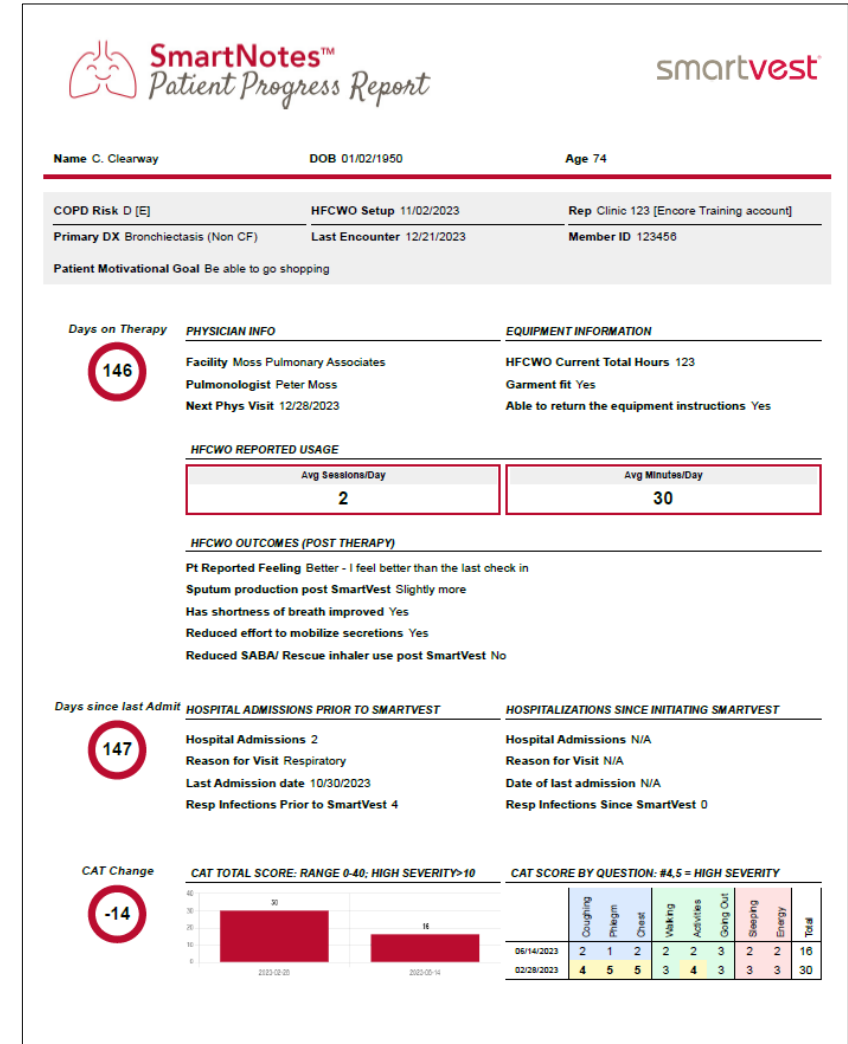 SmartNotes™
Patient Progress Report
smartvest
Name C. Clearway DOB 01/02/1950 Age 74
COPD Risk D [E] HFCWO Setup 11/02/2023 Rep Clinic 123 [Encore Training account]
Primary DX Bronchiectasis (Non CF) Last Encounter 12/21/2023 Member ID 123456
Patient Motivational Goal Be able to go shopping
Days on Therapy
146
PHYSICIAN INFO
Facility Moss Pulmonary Associates
Pulmonologist Peter Moss
Next Phys Visit 12/28/2023
EQUIPMENT INFORMATION
HFCWO Current Total Hours 123
Garment fit Yes
Able to return the equipment instructions Yes
HFCWO REPORTED USAGE
Avg Sessions/Day Avg Minutes/Day
2 30
HFCWO OUTCOMES (POST THERAPY)
Pt Reported Feeling Better - I feel better than the last check in
Sputum production post SmartVest Slightly more
Has shortness of breath improved Yes
Reduced effort to mobilize secretions Yes
Reduced SABA/ Rescue inhaler use post SmartVest No
Days since last Admit
147
HOSPITAL ADMISSIONS PRIOR TO SMARTVEST
Hospital Admissions 2
Reason for Visit Respiratory
Last Admission date 10/30/2023
Resp Infections Prior to SmartVest 4
HOSPITALIZATIONS SINCE INITIATING SMARTVEST
Hospital Admissions N/A
Reason for Visit N/A
Date of last admission N/A
Resp Infections Since SmartVest 0
CAT Change
-14
CAT TOTAL SCORE: RANGE 0-40; HIGH SEVERITY>10
40
30
20
10
0
30
16
2023-02-28 2023-06-14
CAT SCORE BY QUESTION: #4,5 = HIGH SEVERITY
Coughing Phlegm Chest Walking Activities Going Out Sleeping Energy Total
06/14/2023 2 1 2 2 2 3 2 2 16
02/28/2023 4 5 5 3 4 3 3 3 30